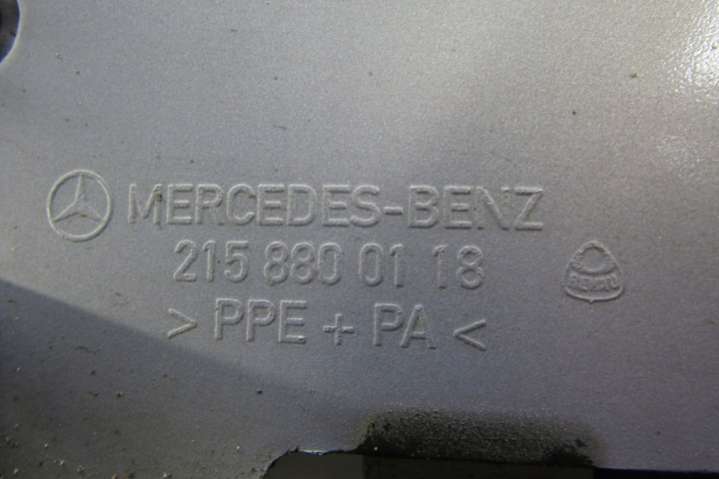 MERCEDES-BENZ
215 880 01 18
> PPE + PA <